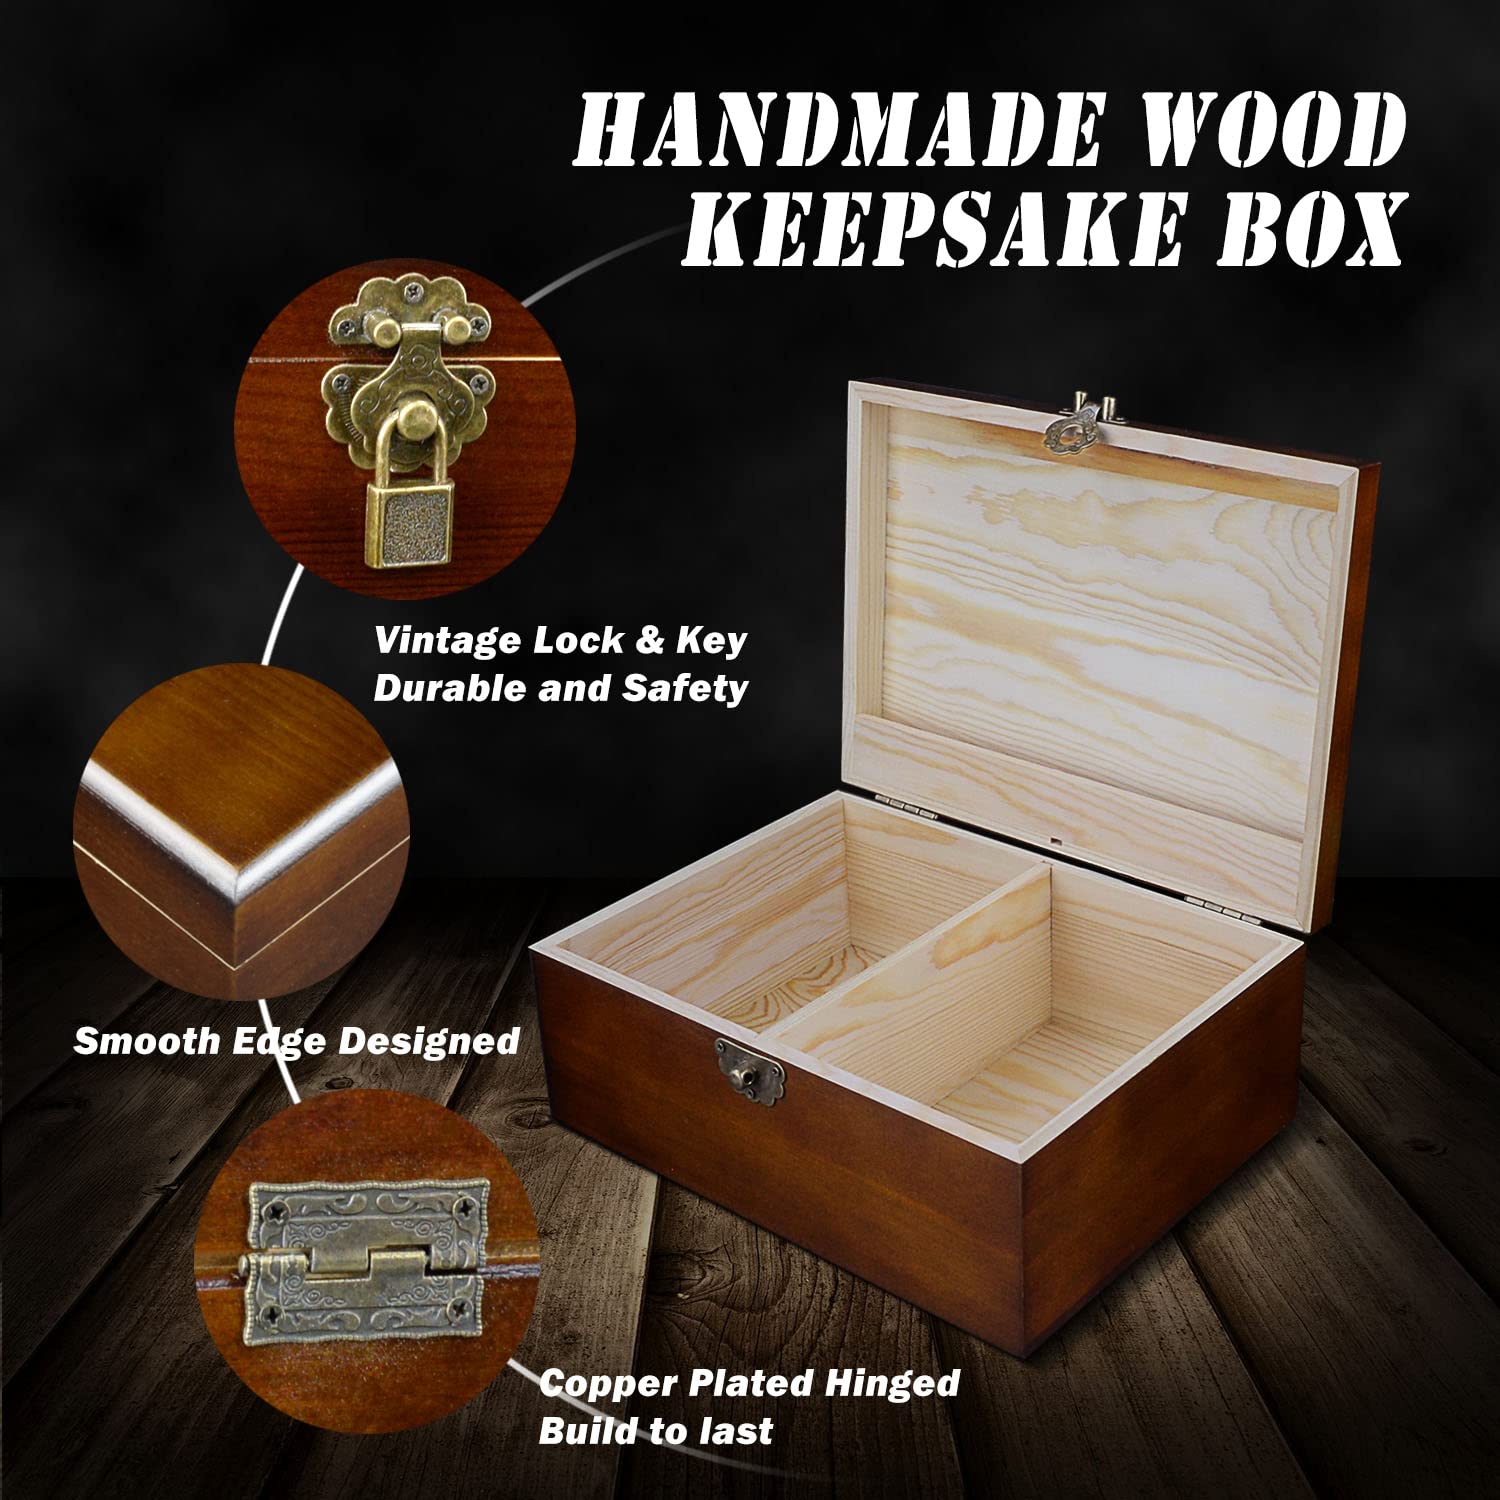 HANDMADE WOOD
KEEPSAKE BOX
Vintage Lock & Key
Durable and Safety
Smooth Edge Designed
Copper Plated Hinged
Build to last